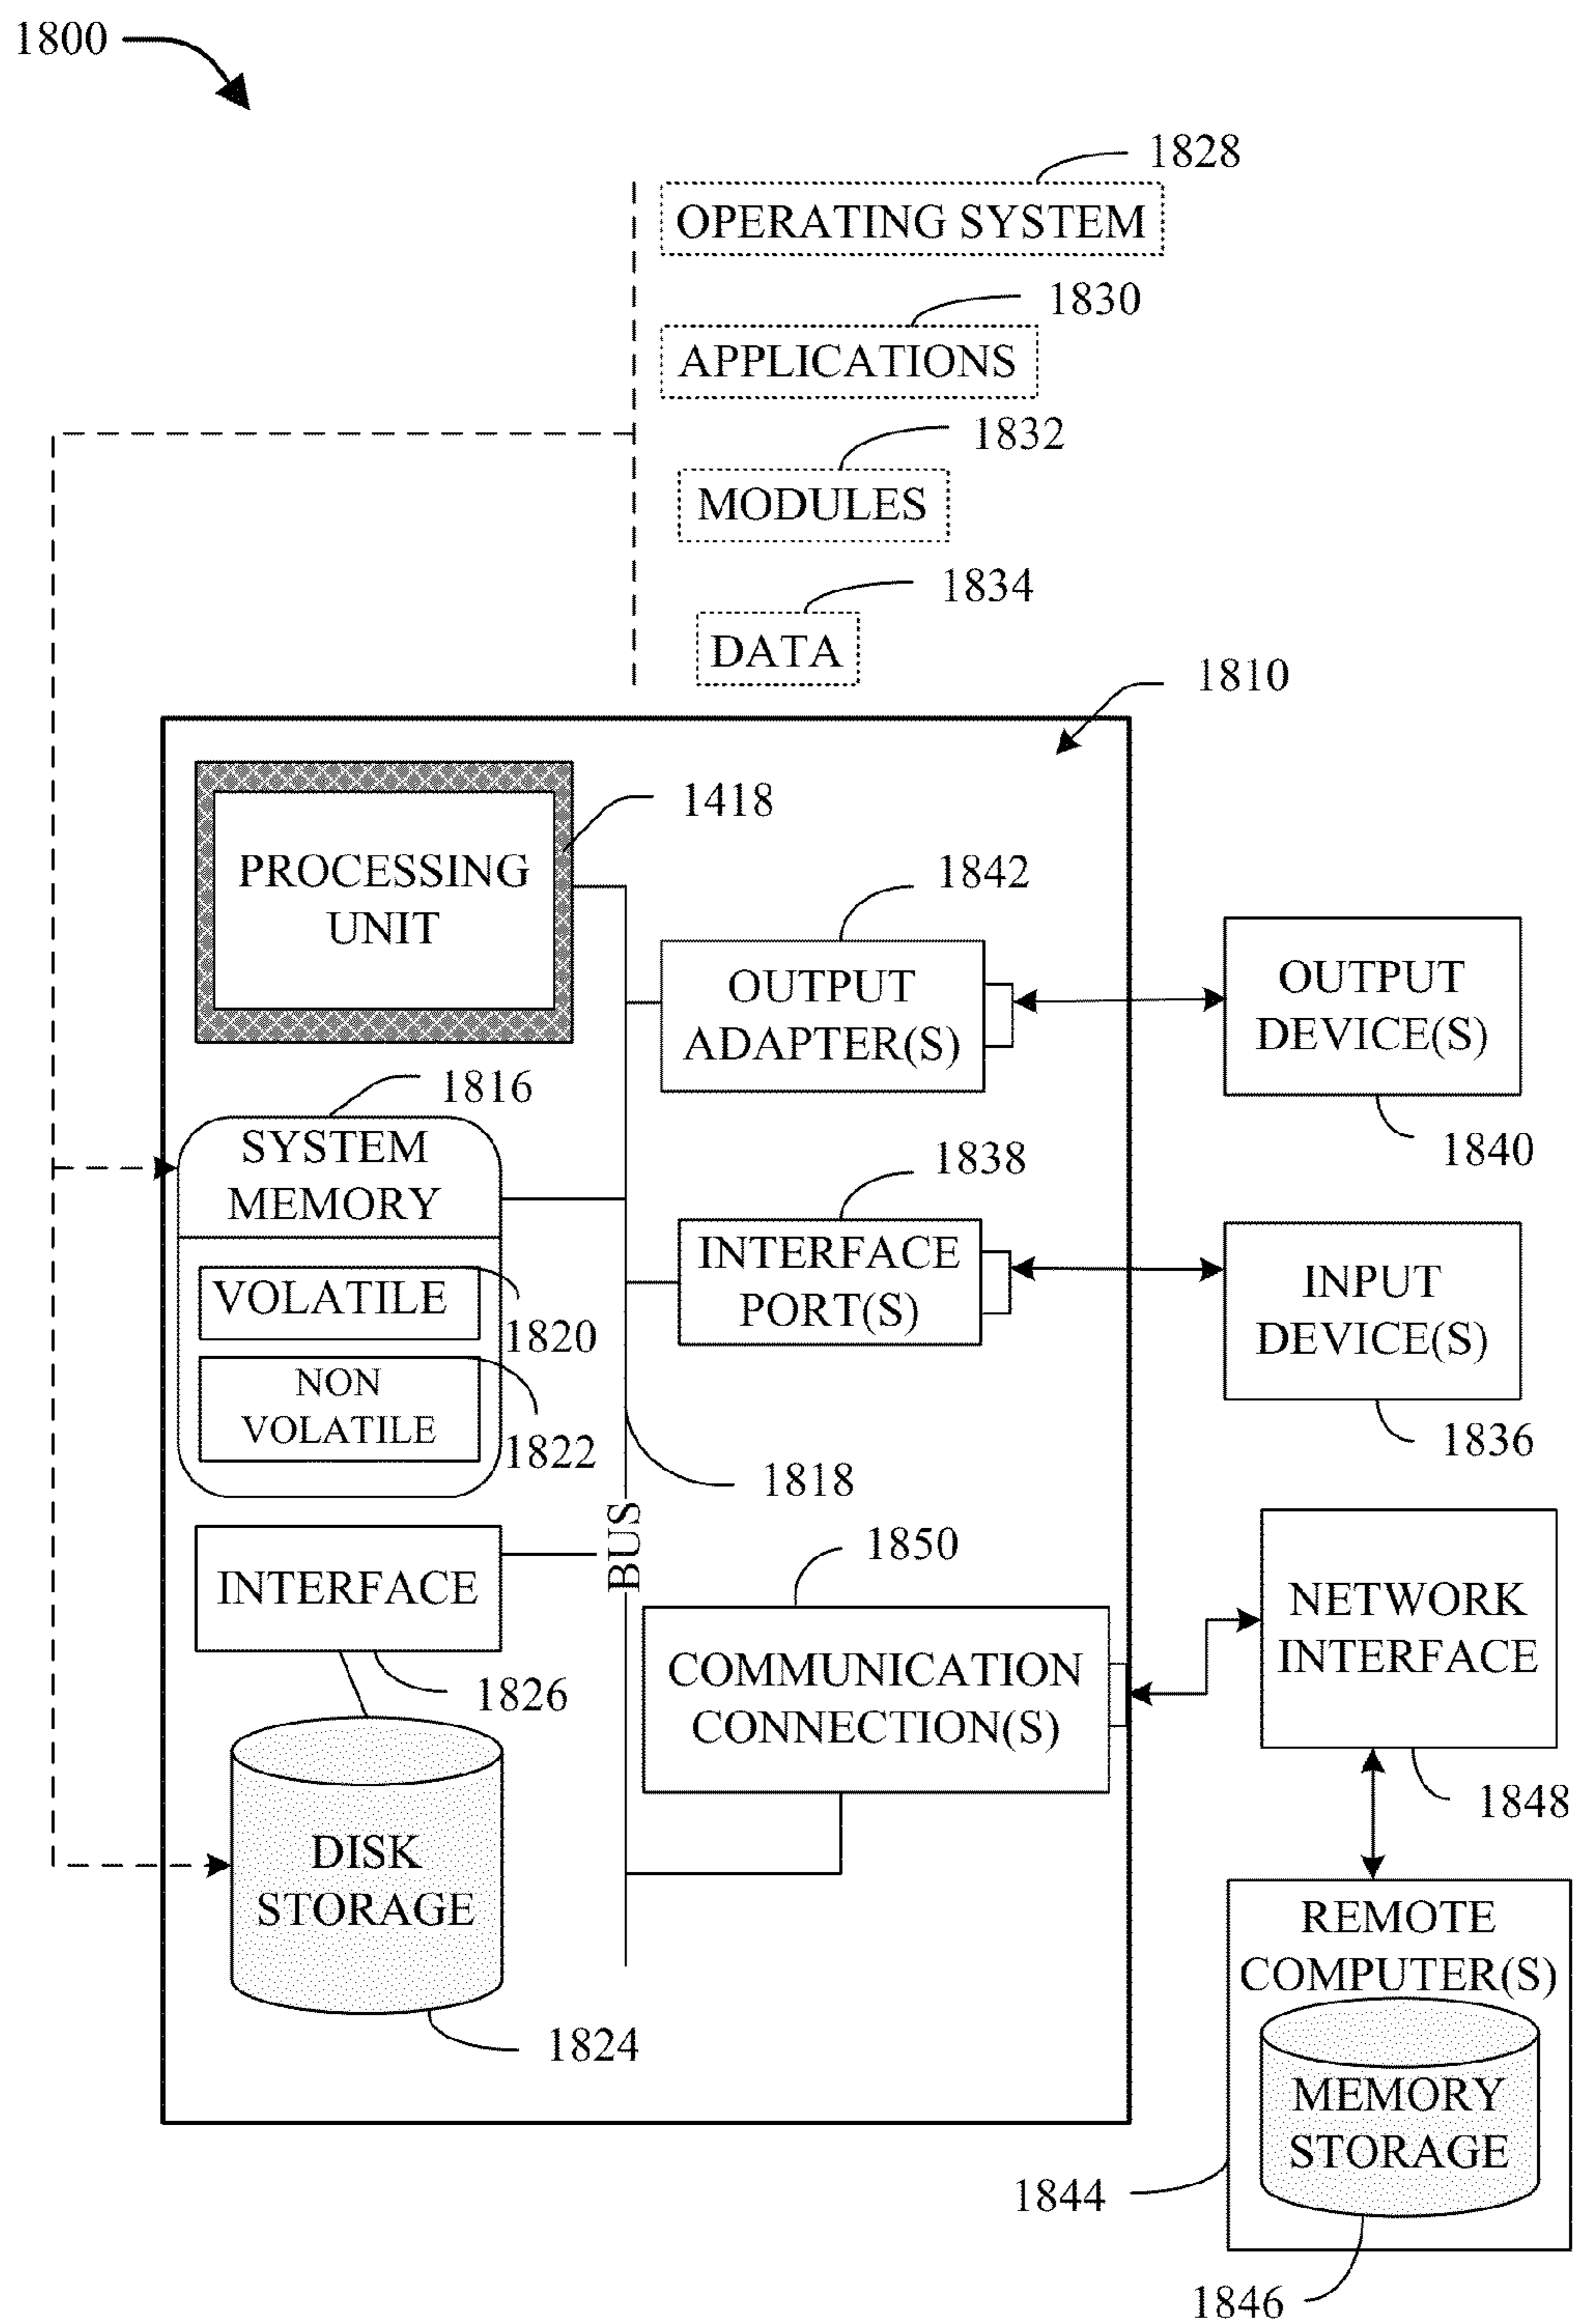 1800
1828
OPERATING SYSTEM
1830
APPLICATIONS
1832
MODULES
1834
DATA
1810
1418
PROCESSING
UNIT
1842
OUTPUT
ADAPTER(S)
OUTPUT
DEVICE(S)
1840
1816
SYSTEM
MEMORY
VOLATILE
1820
NON
VOLATILE
1822
1838
INTERFACE
PORT(S)
INPUT
DEVICE(S)
1836
1818
BUS
INTERFACE
1826
1850
COMMUNICATION
CONNECTION(S)
NETWORK
INTERFACE
1848
DISK
STORAGE
1824
REMOTE
COMPUTER(S)
MEMORY
STORAGE
1844
1846